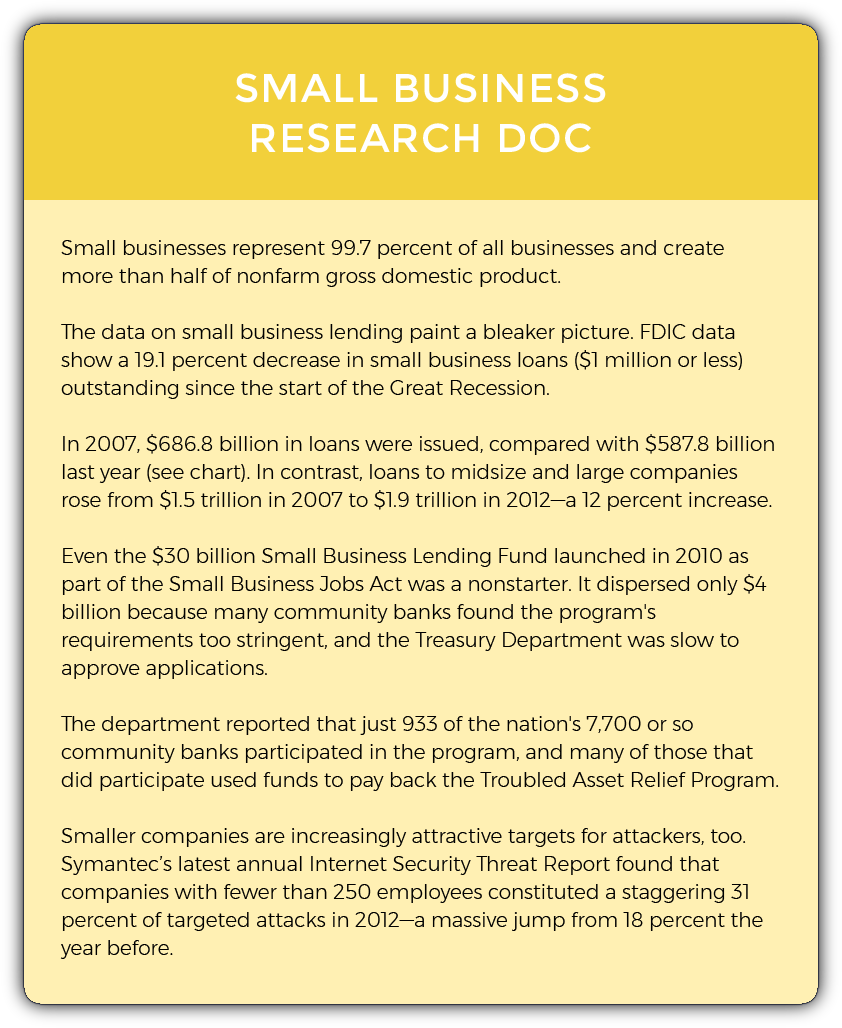 SMALL BUSINESS
RESEARCH DOC
Small businesses represent 99.7 percent of all businesses and create
more than half of nonfarm gross domestic product.
The data on small business lending paint a bleaker picture. FDIC data
show a 19.1 percent decrease in small business loans ($1 million or less)
outstanding since the start of the Great Recession.
In 2007, $686.8 billion in loans were issued, compared with $587.8 billion
last year (see chart). In contrast, loans to midsize and large companies
rose from $1.5 trillion in 2007 to $1.9 trillion in 2012—a 12 percent increase.
Even the $30 billion Small Business Lending Fund launched in 2010 as
part of the Small Business Jobs Act was a nonstarter. It dispersed only $4
billion because many community banks found the program's
requirements too stringent, and the Treasury Department was slow to
approve applications.
The department reported that just 933 of the nation's 7,700 or so
community banks participated in the program, and many of those that
did participate used funds to pay back the Troubled Asset Relief Program.
Smaller companies are increasingly attractive targets for attackers, too.
Symantec’s latest annual Internet Security Threat Report found that
companies with fewer than 250 employees constituted a staggering 31
percent of targeted attacks in 2012—a massive jump from 18 percent the
year before.